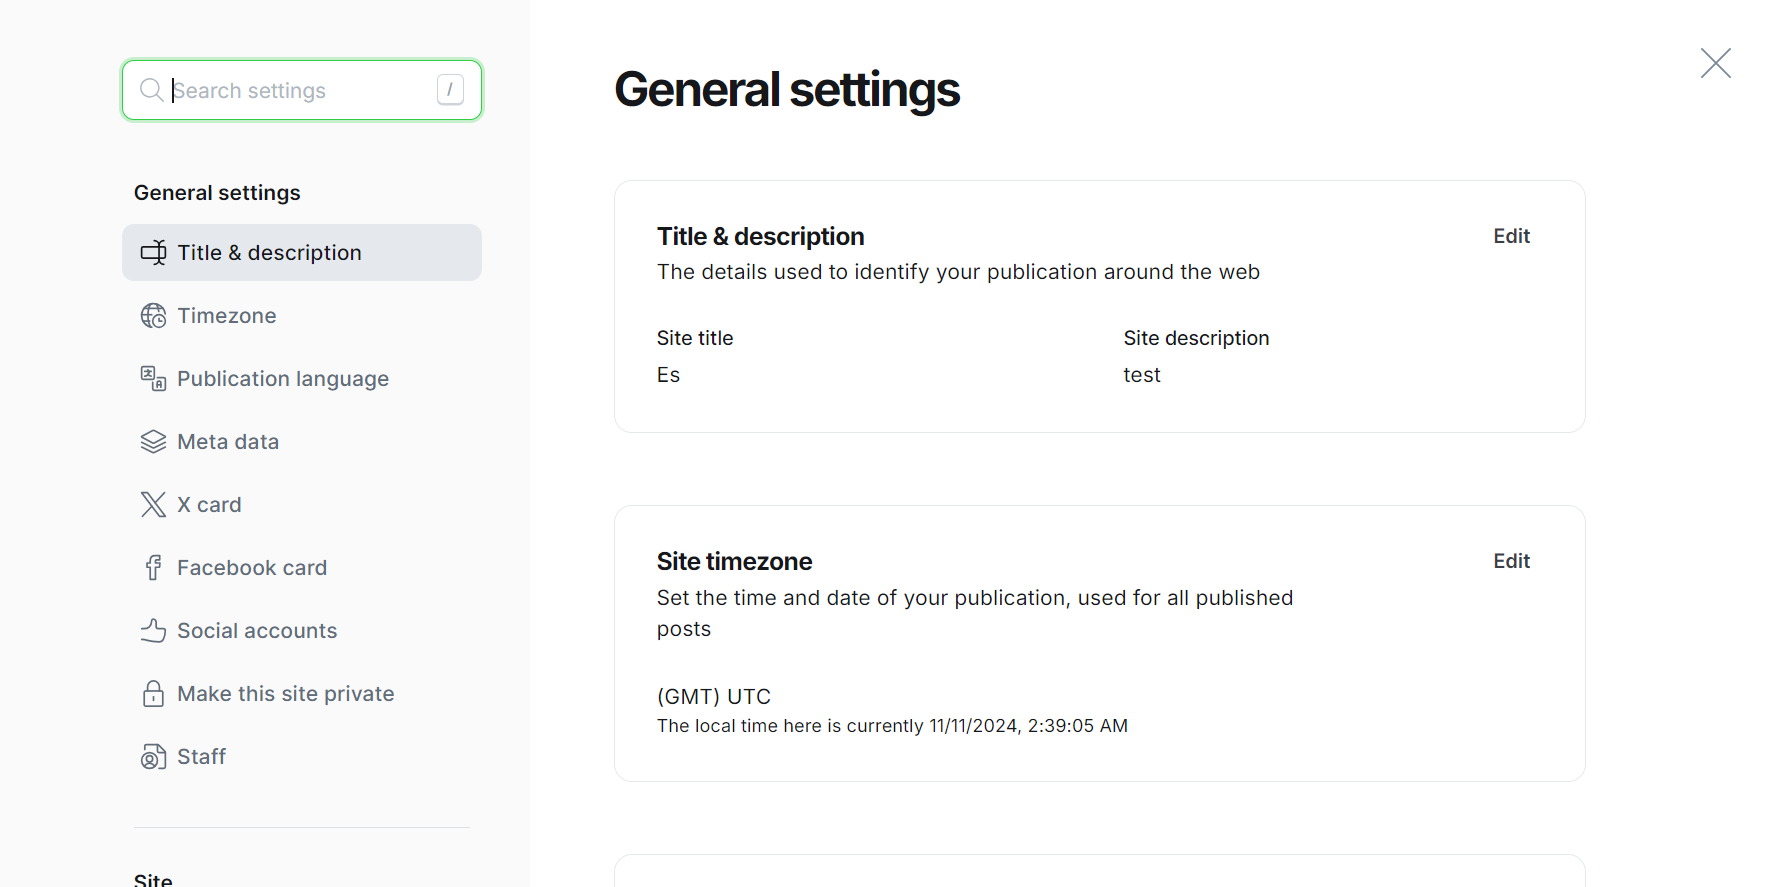 Search settings /
General settings
Title & description
Timezone
Publication language
Meta data
X card
Facebook card
Social accounts
Make this site private
Staff
Site
General settings
Title & description
Edit
The details used to identify your publication around the web
Site title
Es
Site description
test
Site timezone
Edit
Set the time and date of your publication, used for all published
posts
(GMT) UTC
The local time here is currently 11/11/2024, 2:39:05 AM